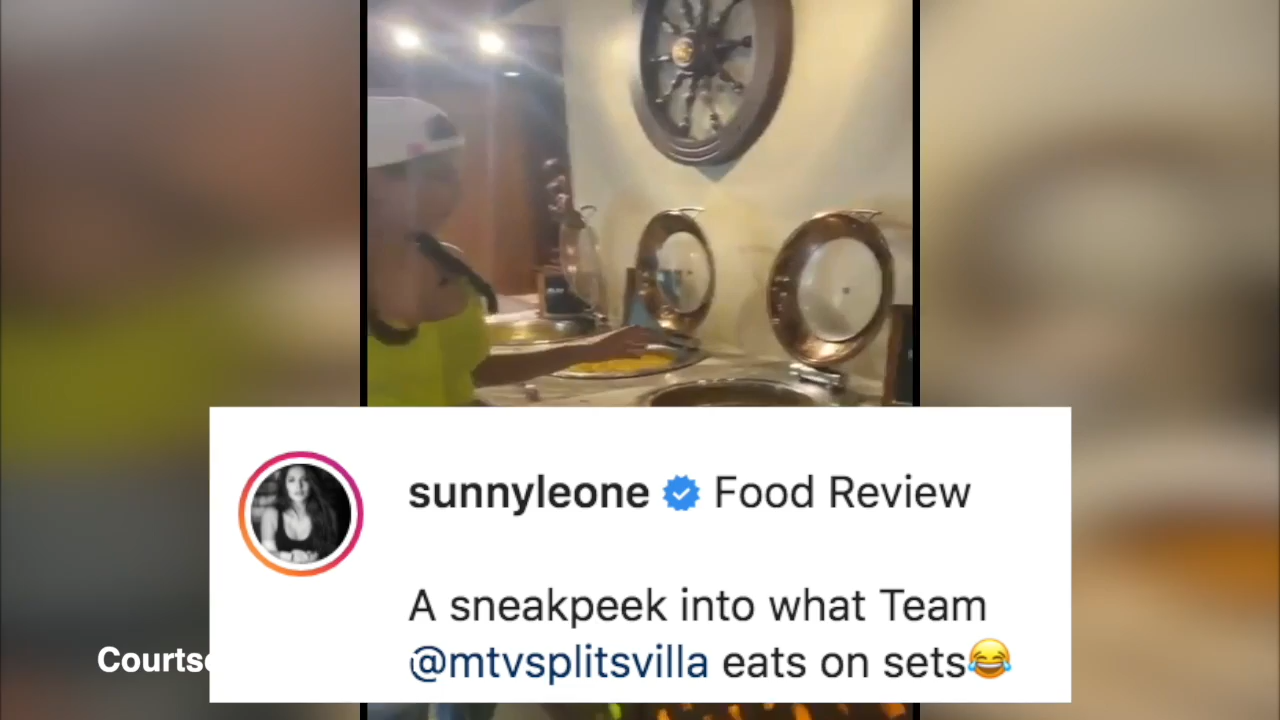 sunnyleone Food Review
A sneakpeek into what Team
@mtvsplitsvilla eats on sets😂